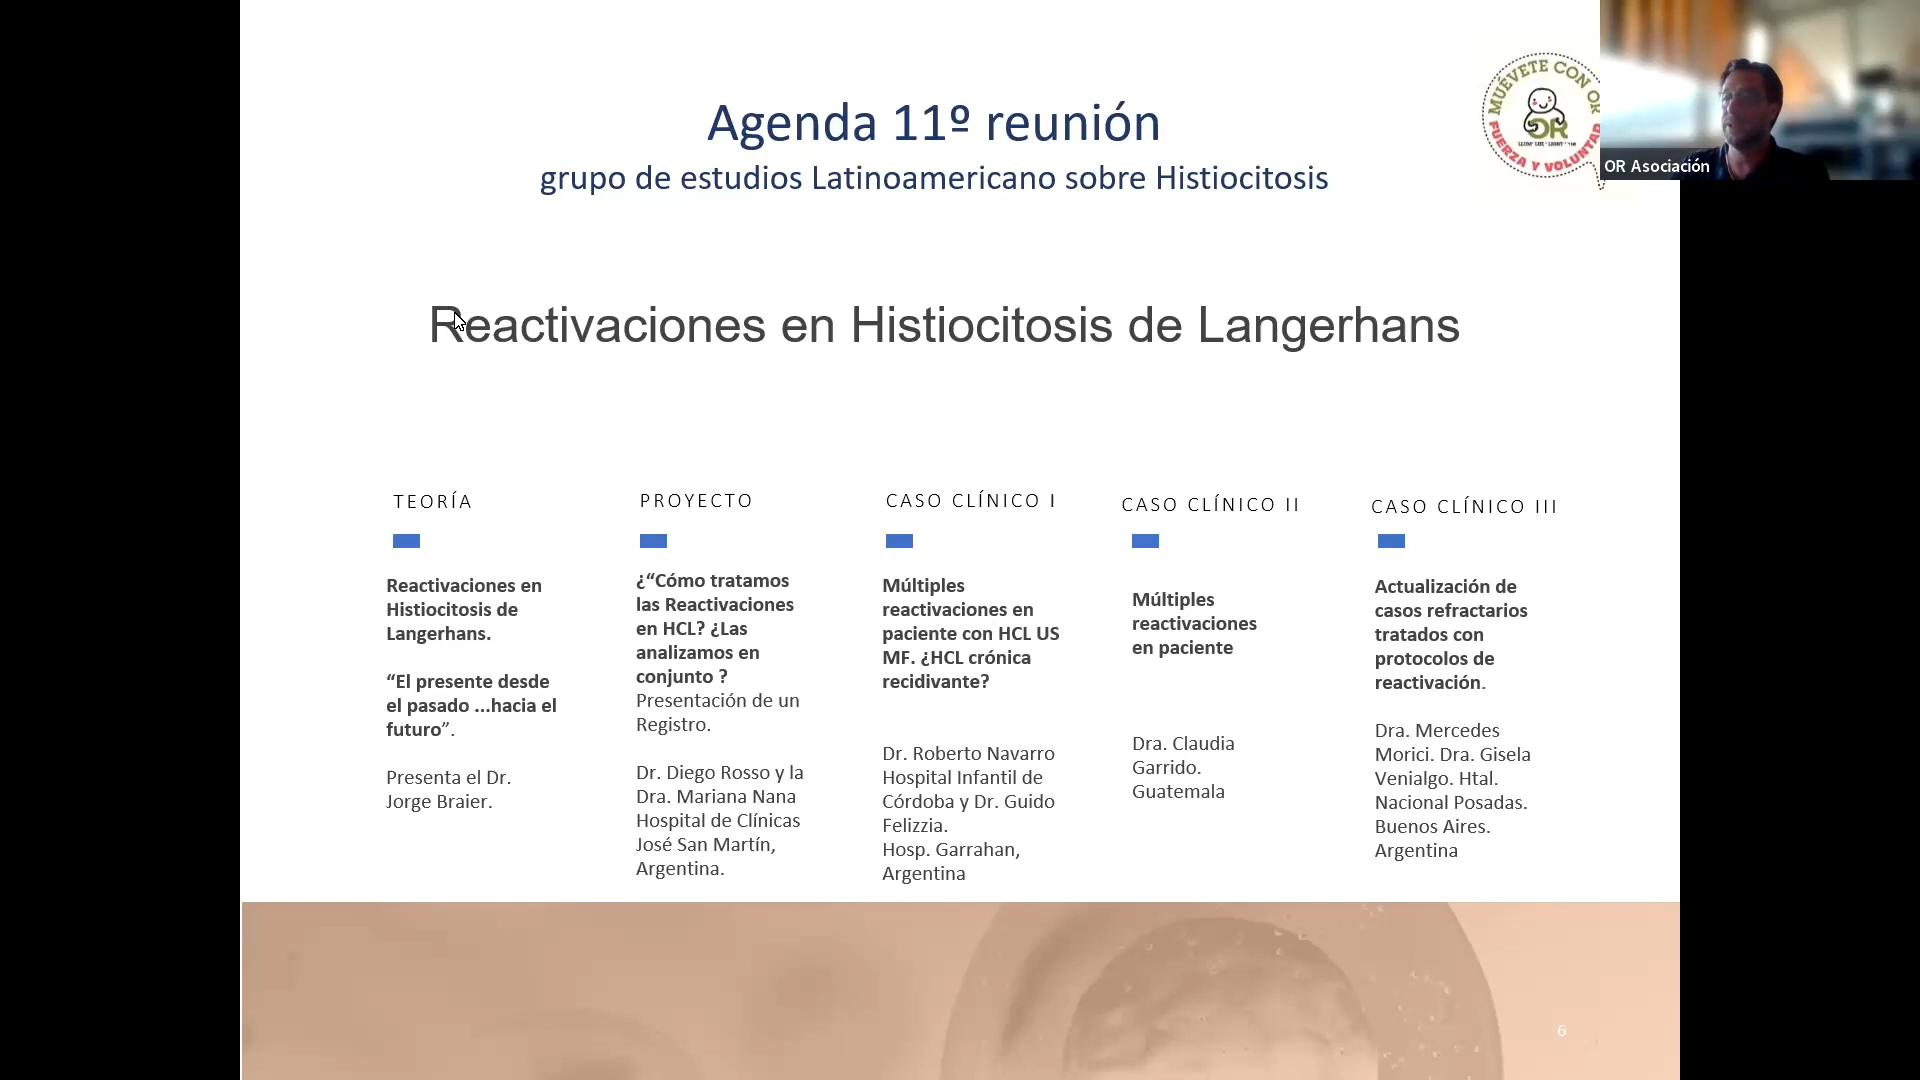 Agenda 11º reunión
grupo de estudios Latinoamericano sobre Histiocitosis
MUÉVETE CON OR
OR
FUERZA Y VOLUNTAD
OR Asociación
Reactivaciones en Histiocitosis de Langerhans
TEORÍA
Reactivaciones en
Histiocitosis de
Langerhans.
“El presente desde
el pasado ...hacia el
futuro”.
Presenta el Dr.
Jorge Braier.
PROYECTO
¿“Cómo tratamos
las Reactivaciones
en HCL? ¿Las
analizamos en
conjunto ?
Presentación de un
Registro.
Dr. Diego Rosso y la
Dra. Mariana Nana
Hospital de Clínicas
José San Martín,
Argentina.
CASO CLÍNICO I
Múltiples
reactivaciones en
paciente con HCL US
MF. ¿HCL crónica
recidivante?
Dr. Roberto Navarro
Hospital Infantil de
Córdoba y Dr. Guido
Felizzia.
Hosp. Garrahan,
Argentina
CASO CLÍNICO II
Múltiples
reactivaciones
en paciente
Dra. Claudia
Garrido.
Guatemala
CASO CLÍNICO III
Actualización de
casos refractarios
tratados con
protocolos de
reactivación.
Dra. Mercedes
Morici. Dra. Gisela
Venialgo. Htal.
Nacional Posadas.
Buenos Aires.
Argentina
6